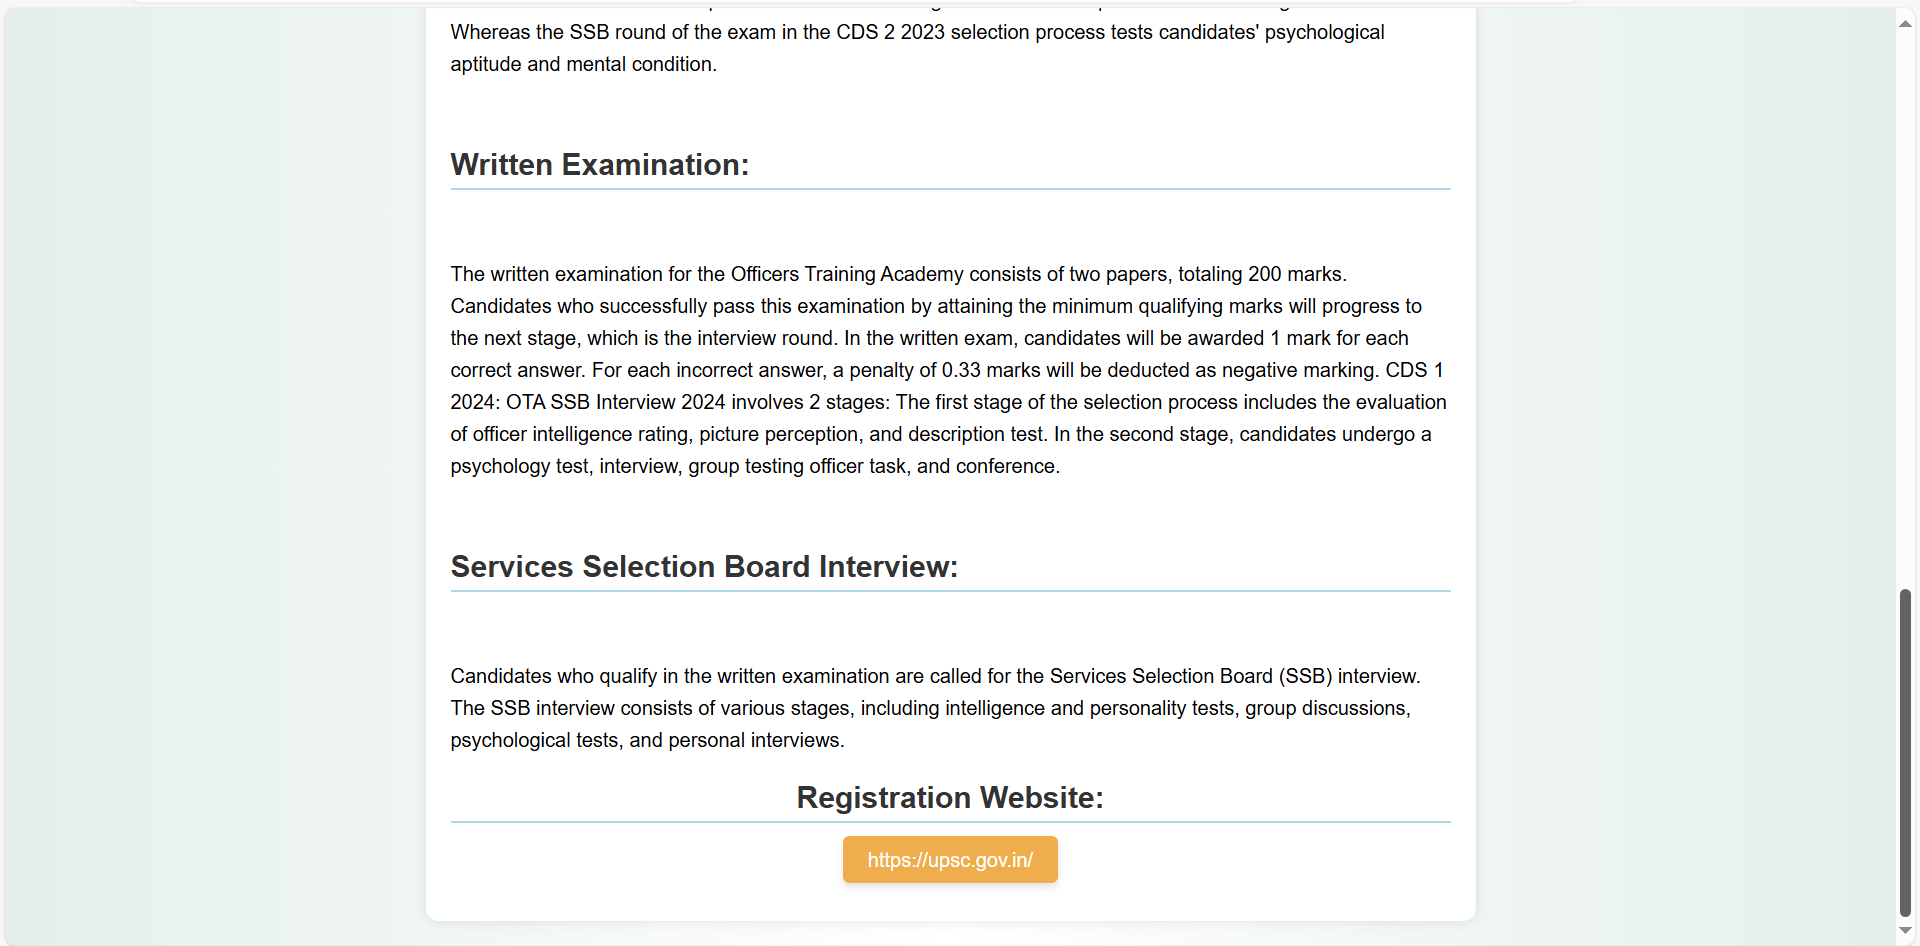 Whereas the SSB round of the exam in the CDS 2 2023 selection process tests candidates' psychological
aptitude and mental condition.
Written Examination:
The written examination for the Officers Training Academy consists of two papers, totaling 200 marks.
Candidates who successfully pass this examination by attaining the minimum qualifying marks will progress to
the next stage, which is the interview round. In the written exam, candidates will be awarded 1 mark for each
correct answer. For each incorrect answer, a penalty of 0.33 marks will be deducted as negative marking. CDS 1
2024: OTA SSB Interview 2024 involves 2 stages: The first stage of the selection process includes the evaluation
of officer intelligence rating, picture perception, and description test. In the second stage, candidates undergo a
psychology test, interview, group testing officer task, and conference.
Services Selection Board Interview:
Candidates who qualify in the written examination are called for the Services Selection Board (SSB) interview.
The SSB interview consists of various stages, including intelligence and personality tests, group discussions,
psychological tests, and personal interviews.
Registration Website:
https://upsc.gov.in/